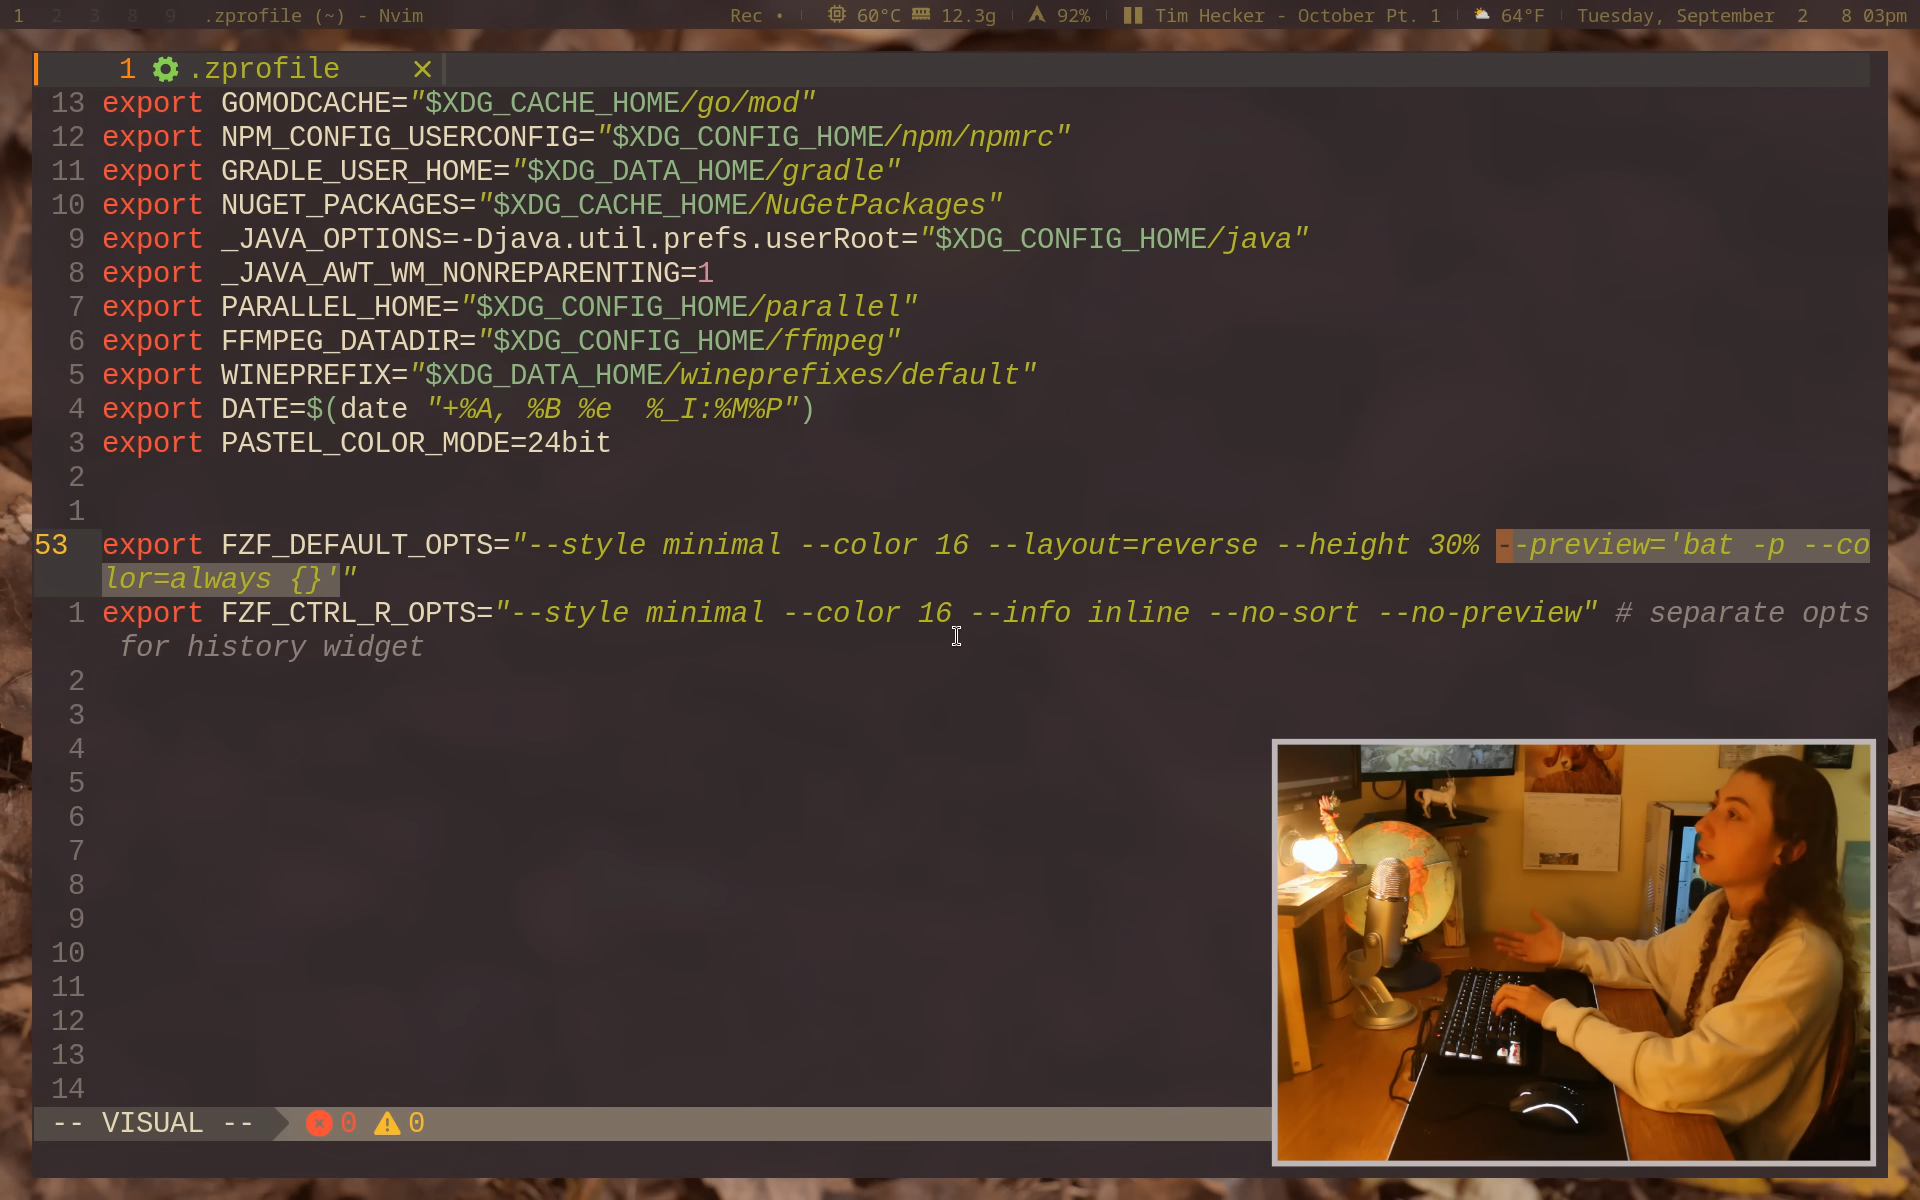 1 2 3 8 9 .zprofile (~) - Nvim Rec • 60°C 12.3g 92% Tim Hecker - October Pt. 1 64°F Tuesday, September 2 8 03pm
1 .zprofile ×
13 export GOMODCACHE="$XDG_CACHE_HOME/go/mod"
12 export NPM_CONFIG_USERCONFIG="$XDG_CONFIG_HOME/npm/npmrc"
11 export GRADLE_USER_HOME="$XDG_DATA_HOME/gradle"
10 export NUGET_PACKAGES="$XDG_CACHE_HOME/NuGetPackages"
9 export _JAVA_OPTIONS=-Djava.util.prefs.userRoot="$XDG_CONFIG_HOME/java"
8 export _JAVA_AWT_WM_NONREPARENTING=1
7 export PARALLEL_HOME="$XDG_CONFIG_HOME/parallel"
6 export FFMPEG_DATADIR="$XDG_CONFIG_HOME/ffmpeg"
5 export WINEPREFIX="$XDG_DATA_HOME/wineprefixes/default"
4 export DATE=$(date "+%A, %B %e  %_I:%M%P")
3 export PASTEL_COLOR_MODE=24bit
2
1
53 export FZF_DEFAULT_OPTS="--style minimal --color 16 --layout=reverse --height 30% --preview='bat -p --co
lor=always {}'"
1 export FZF_CTRL_R_OPTS="--style minimal --color 16 --info inline --no-sort --no-preview" # separate opts
for history widget
2
3
4
5
6
7
8
9
10
11
12
13
14
-- VISUAL -- 0 0